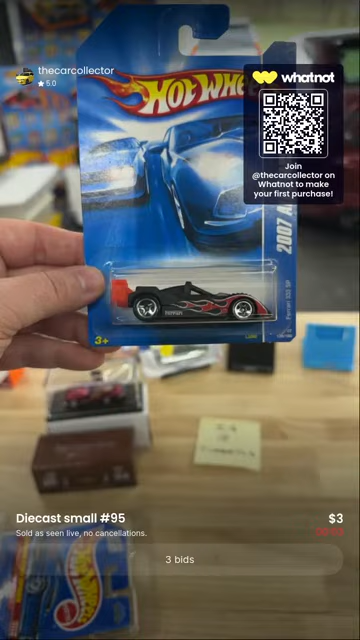 thecarcollector
★ 5.0
whatnot
HOT WHE
Join
@thecarcollector on
Whatnot to make
your first purchase!
2007 A
Ferrari 333 SP
Ferrari
3+
Diecast small #95
$3
Sold as seen live, no cancellations.
3 bids